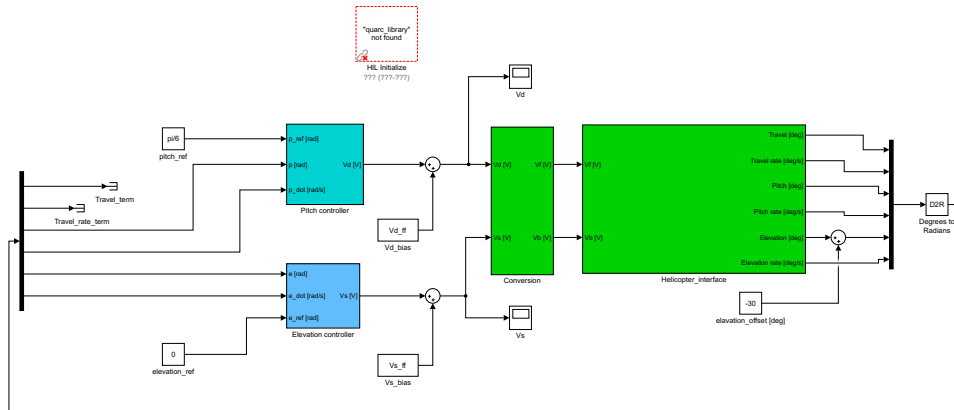 "quarc_library"
not found
HIL Initialize
??? (???-???)
Vd
pi/6
pitch_ref
p_ref [rad]
p [rad]
p_dot [rad/s]
Vd [V]
Pitch controller
Travel_term
Travel_rate_term
Vd_ff
Vd_bias
Vd [V]
Vs [V]
Vf [V]
Vb [V]
Conversion
Vf [V]
Vb [V]
Travel [deg]
Travel rate [deg/s]
Pitch [deg]
Pitch rate [deg/s]
Elevation [deg]
Elevation rate [deg/s]
Helicopter_interface
D2R
Degrees to
Radians
e [rad]
e_dot [rad/s]
e_ref [rad]
Vs [V]
Elevation controller
0
elevation_ref
Vs_ff
Vs_bias
Vs
-30
elavation_offset [deg]